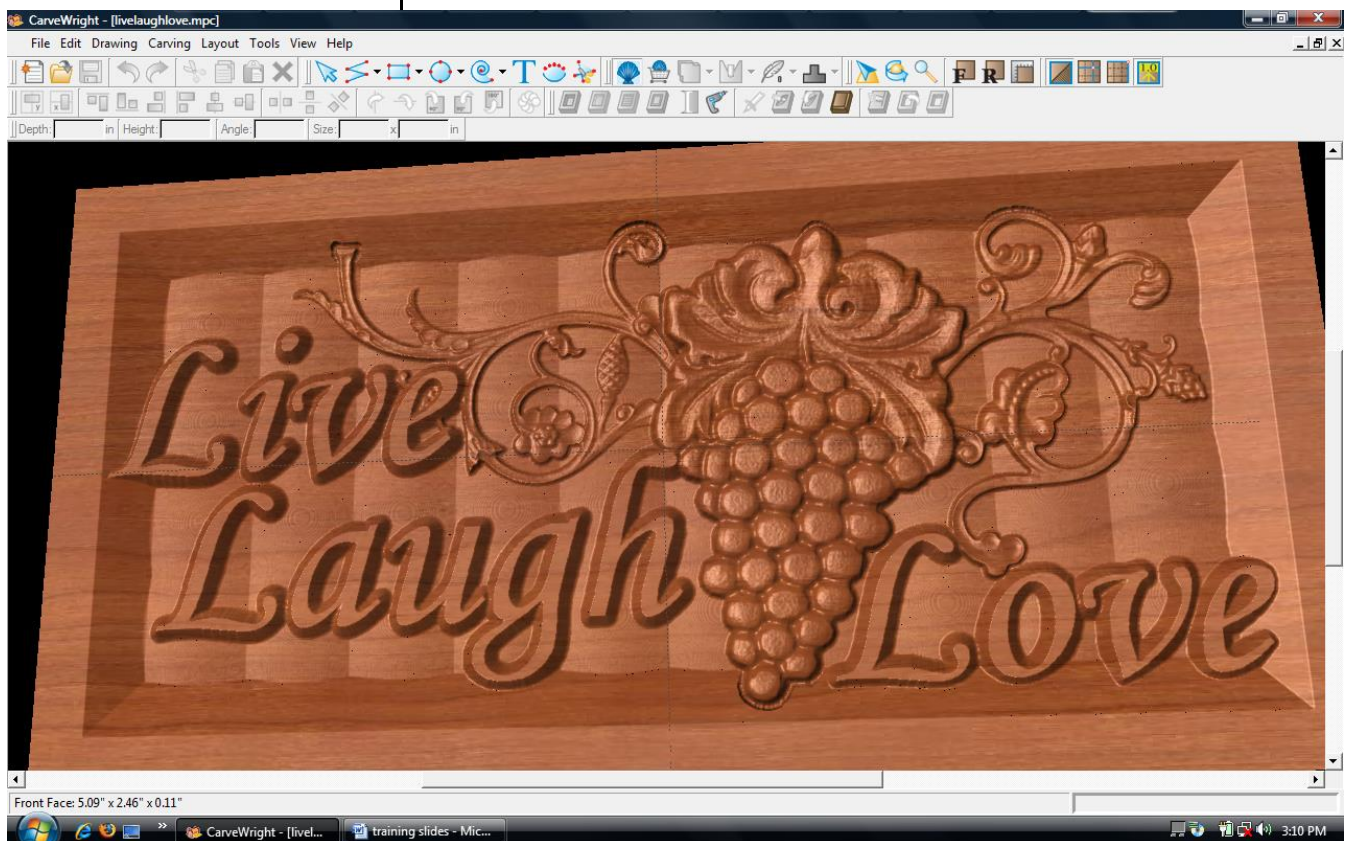 CarveWright - [livelaughlove.mpc]
File Edit Drawing Carving Layout Tools View Help
T
F R
Depth: in Height: Angle: Size: x in
Live
Laugh
Love
Front Face: 5.09" x 2.46" x 0.11"
» CarveWright - [livel... training slides - Mic... 3:10 PM